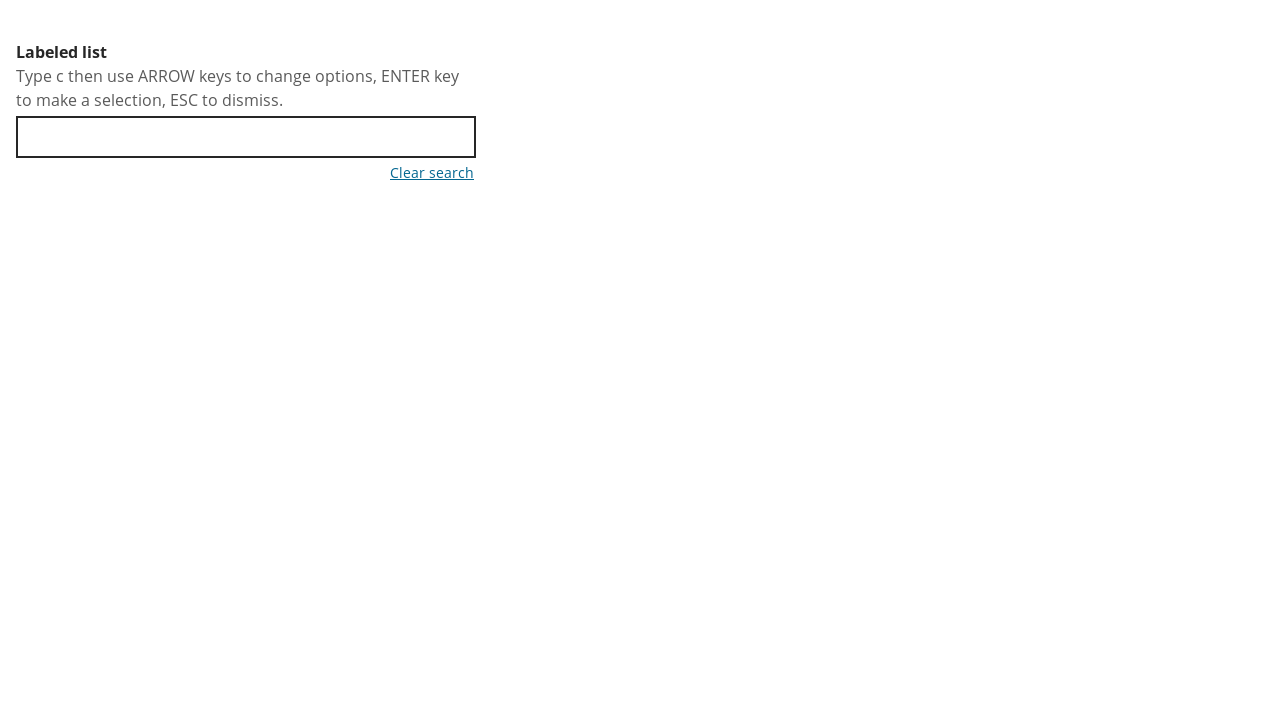 Labeled list
Type c then use ARROW keys to change options, ENTER key
to make a selection, ESC to dismiss.
Clear search